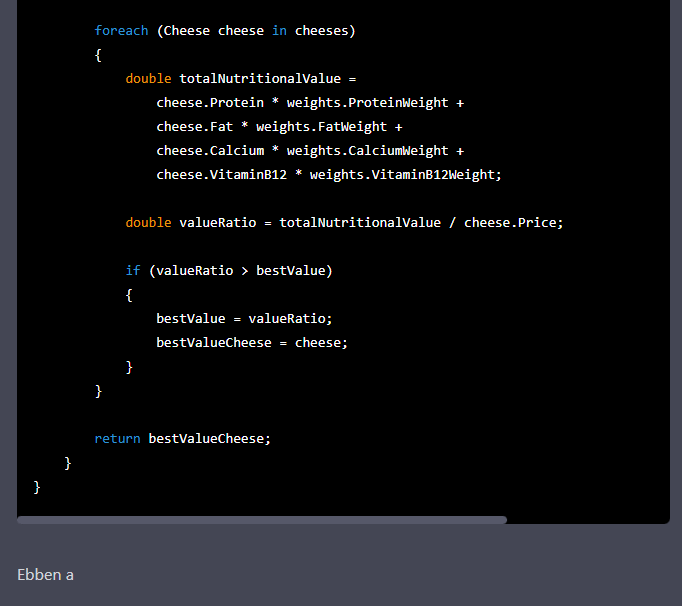 foreach (Cheese cheese in cheeses)
{
double totalNutritionalValue =
cheese.Protein * weights.ProteinWeight +
cheese.Fat * weights.FatWeight +
cheese.Calcium * weights.CalciumWeight +
cheese.VitaminB12 * weights.VitaminB12Weight;
double valueRatio = totalNutritionalValue / cheese.Price;
if (valueRatio > bestValue)
{
bestValue = valueRatio;
bestValueCheese = cheese;
}
}
return bestValueCheese;
}
}
Ebben a